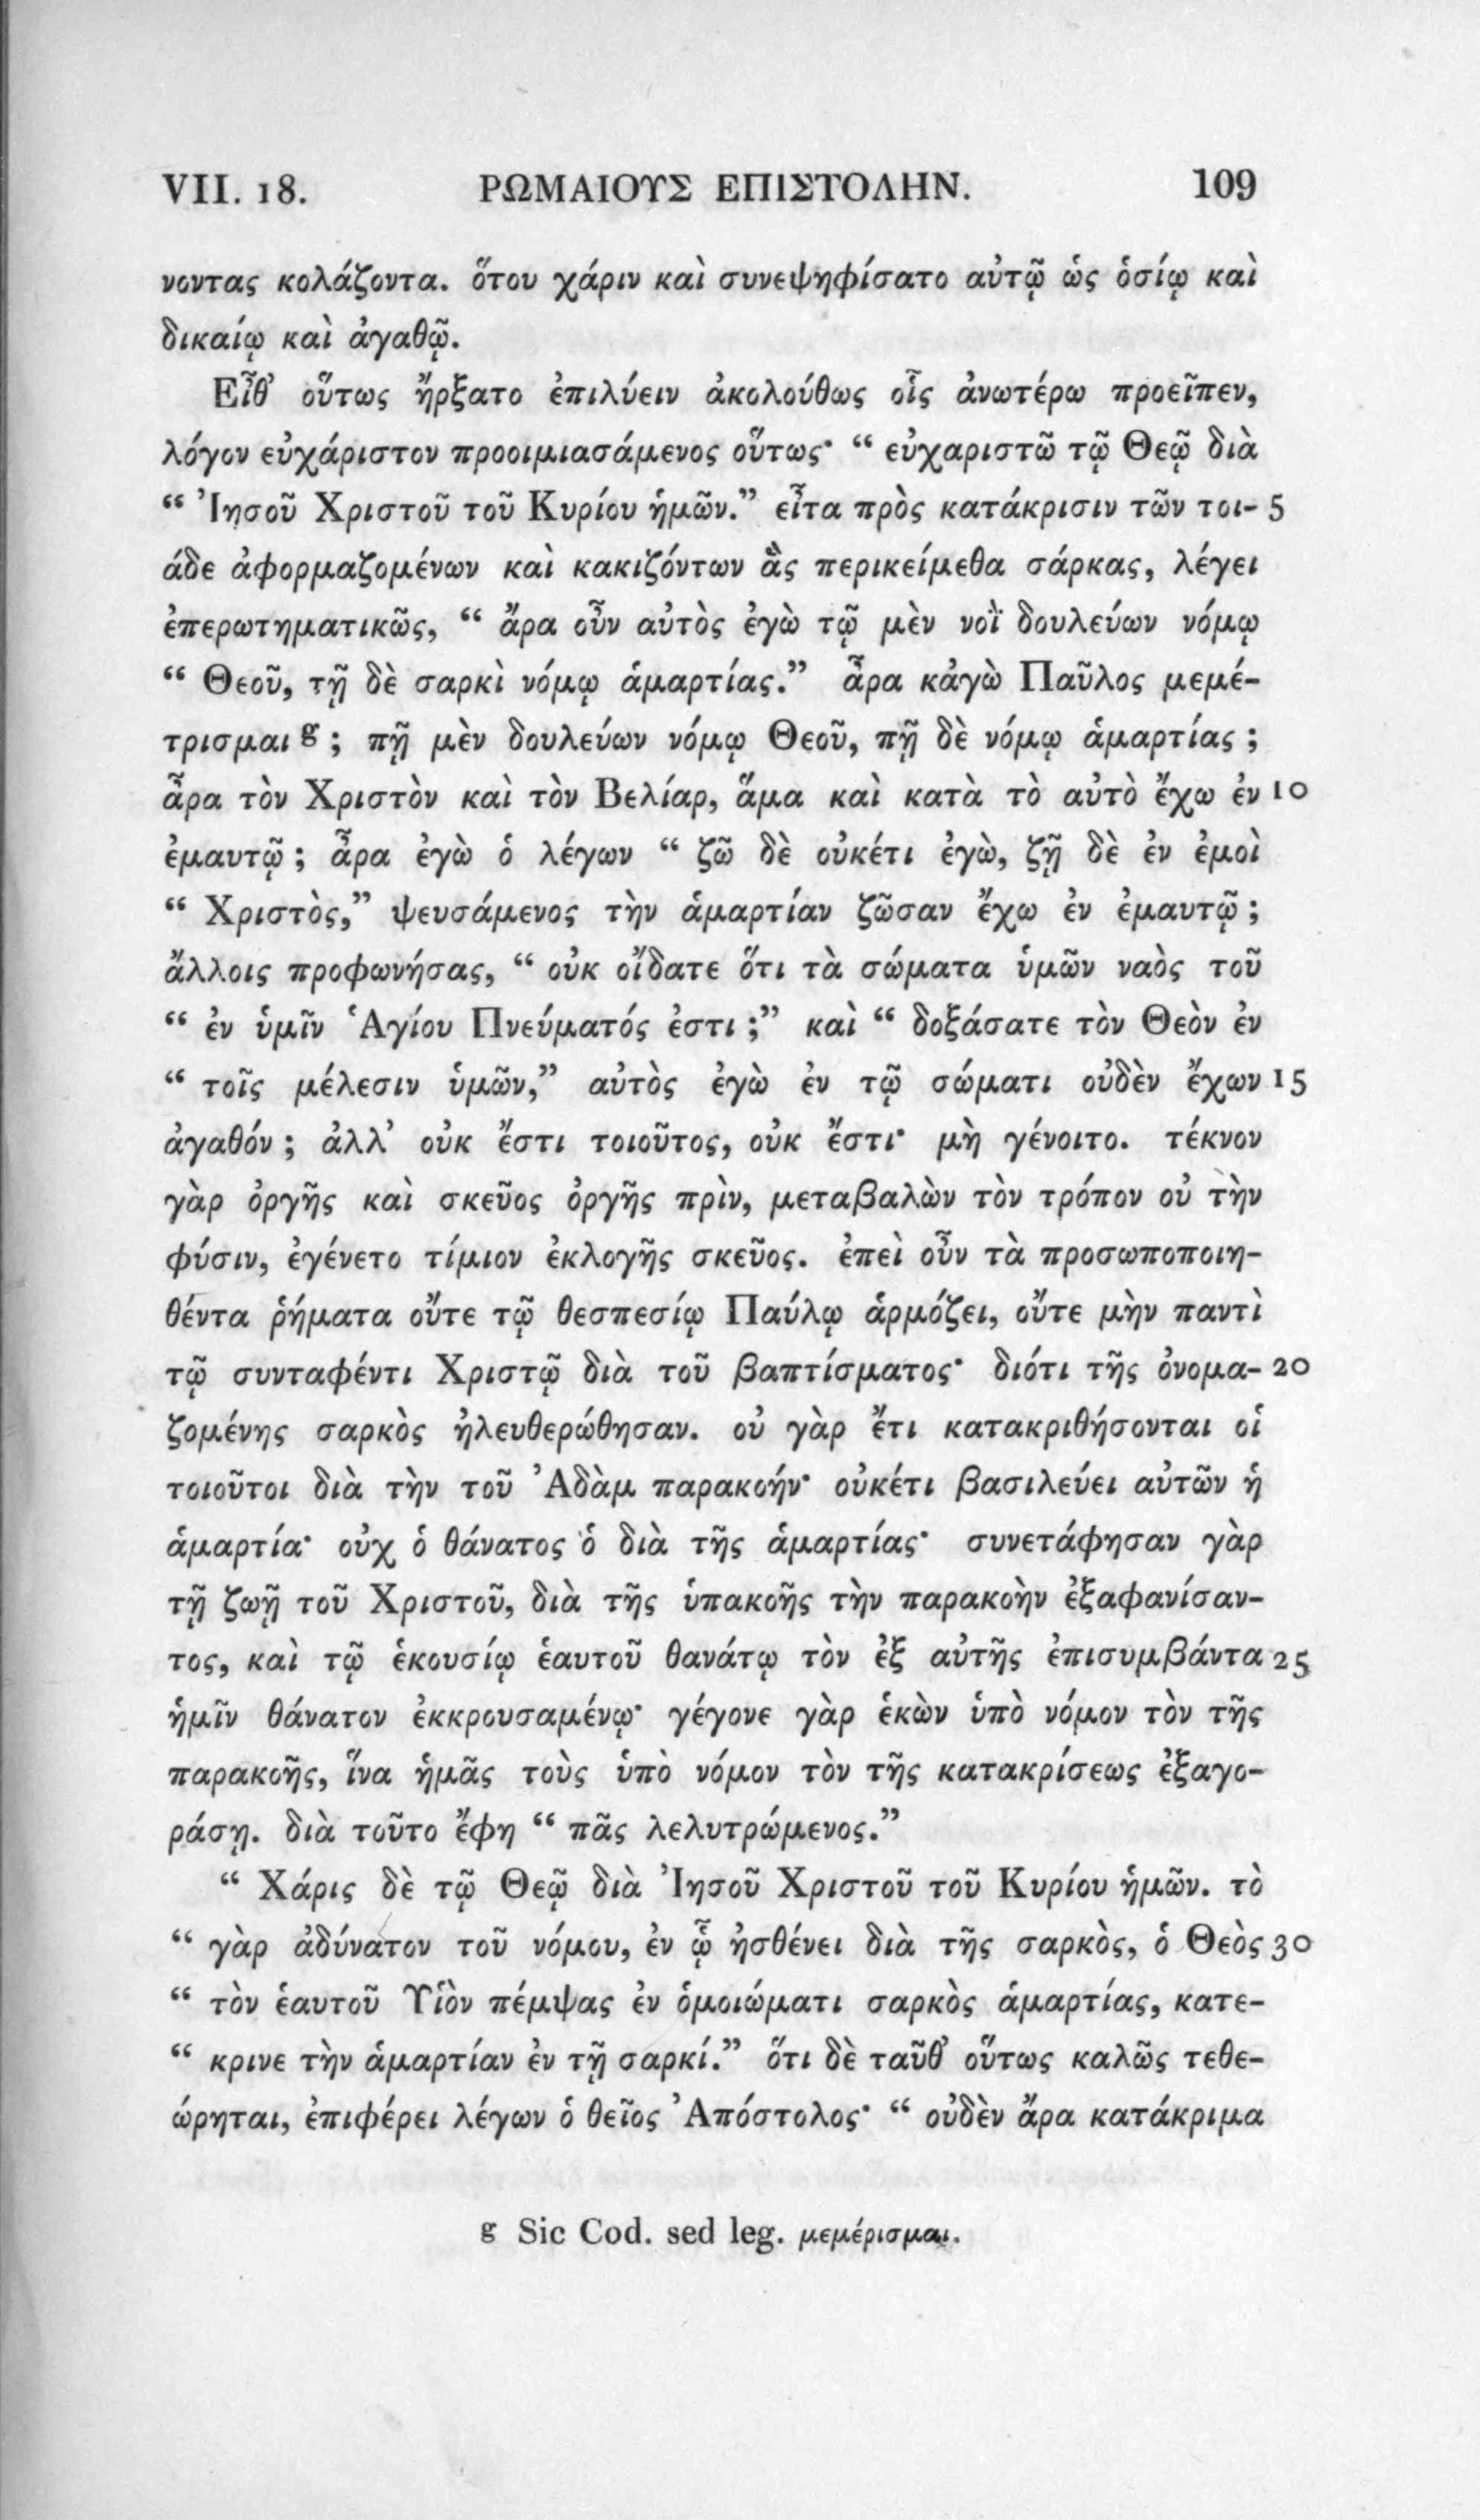 VII. 18. ΡΩΜΑΙΟΥΣ ΕΠΙΣΤΟΛΗΝ. 109
νοντας κολάζοντα. ὅτου χάριν καὶ συνεψηφίσατο αὐτῷ ὡς ὁσίῳ καὶ
δικαίῳ καὶ ἀγαθῷ.
Εἶθ’ οὕτως ἤρξατο ἐπιλύειν ἀκολούθως οἷς ἀνωτέρω προεῖπεν,
λόγον εὐχάριστον προοιμιασάμενος οὕτως· “ εὐχαριστῶ τῷ Θεῷ διὰ
“ Ἰησοῦ Χριστοῦ τοῦ Κυρίου ἡμῶν.” εἶτα πρὸς κατάκρισιν τῶν τοι- 5
άδε ἀφορμαζομένων καὶ κακιζόντων ἃς περικείμεθα σάρκας, λέγει
ἐπερωτηματικῶς, “ ἄρα οὖν αὐτὸς ἐγὼ τῷ μὲν νοῒ δουλεύων νόμῳ
“ Θεοῦ, τῇ δὲ σαρκὶ νόμῳ ἁμαρτίας.” ἆρα κἀγὼ Παῦλος μεμέ-
τρισμαι g ; πῇ μὲν δουλεύων νόμῳ Θεοῦ, πῇ δὲ νόμῳ ἁμαρτίας ;
ἆρα τὸν Χριστὸν καὶ τὸν Βελίαρ, ἅμα καὶ κατὰ τὸ αὐτὸ ἔχω ἐν 10
ἐμαυτῷ ; ἆρα ἐγὼ ὁ λέγων “ ζῶ δὲ οὐκέτι ἐγὼ, ζῇ δὲ ἐν ἐμοὶ
“ Χριστὸς,” ψευσάμενος τὴν ἁμαρτίαν ζῶσαν ἔχω ἐν ἐμαυτῷ ;
ἄλλοις προφωνήσας, “ οὐκ οἴδατε ὅτι τὰ σώματα ὑμῶν ναὸς τοῦ
“ ἐν ὑμῖν Ἁγίου Πνεύματός ἐστι ;” καὶ “ δοξάσατε τὸν Θεὸν ἐν
“ τοῖς μέλεσιν ὑμῶν,” αὐτὸς ἐγὼ ἐν τῷ σώματι οὐδὲν ἔχων 15
ἀγαθόν ; ἀλλ’ οὐκ ἔστι τοιοῦτος, οὐκ ἔστι· μὴ γένοιτο. τέκνον
γὰρ ὀργῆς καὶ σκεῦος ὀργῆς πρὶν, μεταβαλὼν τὸν τρόπον οὐ τὴν
φύσιν, ἐγένετο τίμιον ἐκλογῆς σκεῦος. ἐπεὶ οὖν τὰ προσωποποιη-
θέντα ῥήματα οὔτε τῷ θεσπεσίῳ Παύλῳ ἁρμόζει, οὔτε μὴν παντὶ
τῷ συνταφέντι Χριστῷ διὰ τοῦ βαπτίσματος· διότι τῆς ὀνομα- 20
ζομένης σαρκὸς ἠλευθερώθησαν. οὐ γὰρ ἔτι κατακριθήσονται οἱ
τοιοῦτοι διὰ τὴν τοῦ Ἀδὰμ παρακοήν· οὐκέτι βασιλεύει αὐτῶν ἡ
ἁμαρτία· οὐχ ὁ θάνατος ὁ διὰ τῆς ἁμαρτίας· συνετάφησαν γὰρ
τῇ ζωῇ τοῦ Χριστοῦ, διὰ τῆς ὑπακοῆς τὴν παρακοὴν ἐξαφανίσαν-
τος, καὶ τῷ ἑκουσίῳ ἑαυτοῦ θανάτῳ τὸν ἐξ αὐτῆς ἐπισυμβάντα 25
ἡμῖν θάνατον ἐκκρουσαμένῳ· γέγονε γὰρ ἑκὼν ὑπὸ νόμον τὸν τῆς
παρακοῆς, ἵνα ἡμᾶς τοὺς ὑπὸ νόμον τὸν τῆς κατακρίσεως ἐξαγο-
ράσῃ. διὰ τοῦτο ἔφη “ πᾶς λελυτρώμενος.”
“ Χάρις δὲ τῷ Θεῷ διὰ Ἰησοῦ Χριστοῦ τοῦ Κυρίου ἡμῶν. τὸ
“ γὰρ ἀδύνατον τοῦ νόμου, ἐν ᾧ ἠσθένει διὰ τῆς σαρκὸς, ὁ Θεὸς 30
“ τὸν ἑαυτοῦ Υἱὸν πέμψας ἐν ὁμοιώματι σαρκὸς ἁμαρτίας, κατε-
“ κρινε τὴν ἁμαρτίαν ἐν τῇ σαρκί.” ὅτι δὲ ταῦθ’ οὕτως καλῶς τεθε-
ώρηται, ἐπιφέρει λέγων ὁ θεῖος Ἀπόστολος· “ οὐδὲν ἄρα κατάκριμα
g Sic Cod. sed leg. μεμέρισμαι.